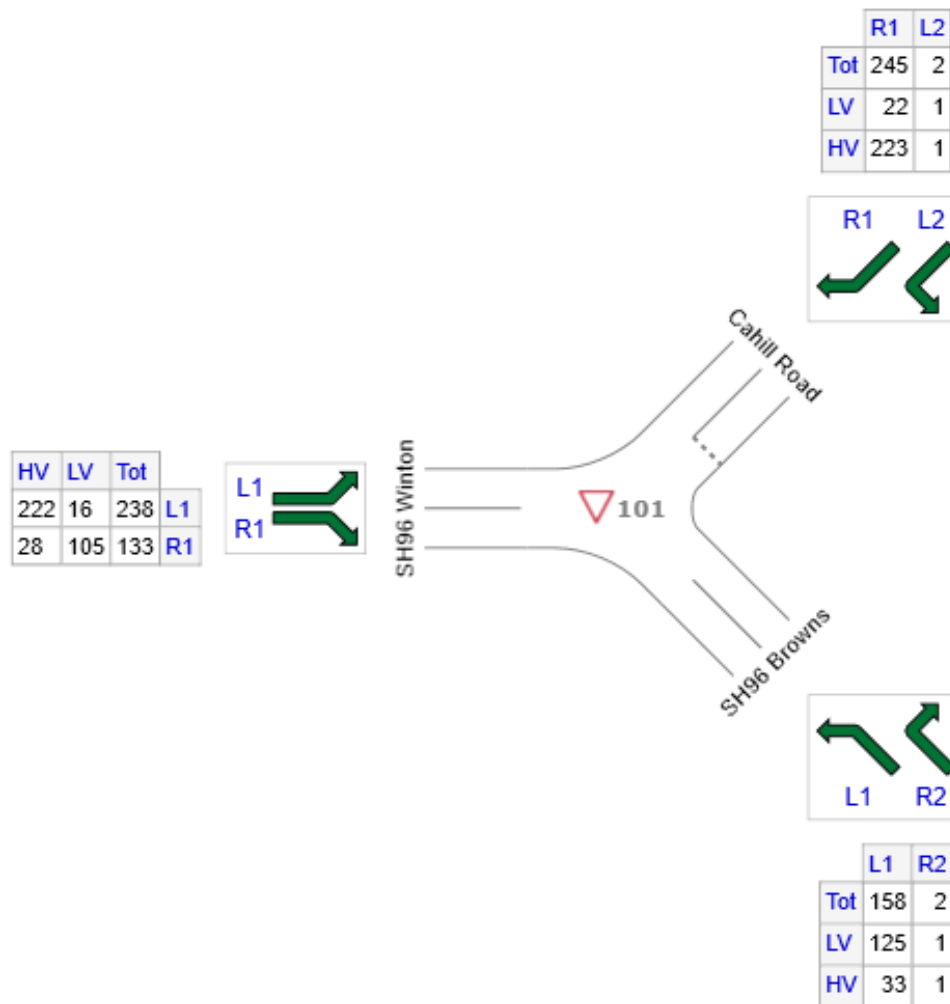 R1 L2
Tot 245 2
LV 22 1
HV 223 1
R1 L2
Cahill Road
HV LV Tot
222 16 238 L1
28 105 133 R1
L1
R1
SH96 Winton
101
SH96 Browns
L1 R2
L1 R2
Tot 158 2
LV 125 1
HV 33 1